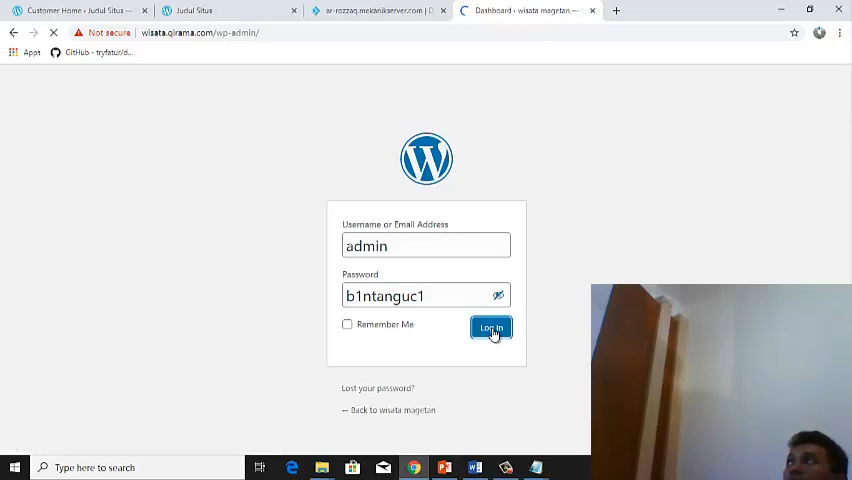 Customer Home ‹ Judul Situs —
Judul Situs
ar-rozzaq.mekanikserver.com | D
Dashboard ‹ wisata magetan — 
Not secure | wisata.qirama.com/wp-admin/
Apps
GitHub - tryfatur/d...
Username or Email Address
admin
Password
b1ntanguc1
Remember Me
Log In
Lost your password?
← Back to wisata magetan
Type here to search